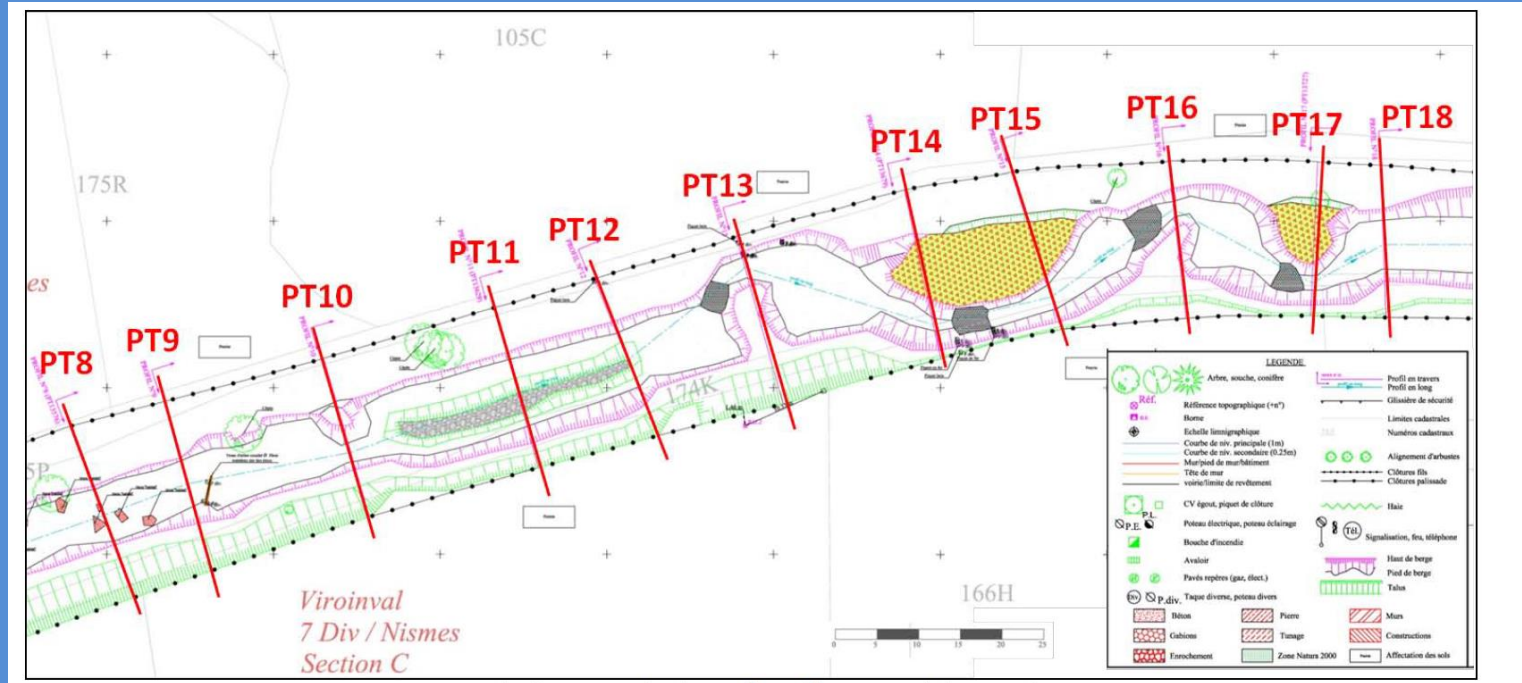 105C
175R
es
5P
174K
166H
PT8
PT9
PT10
PT11
PT12
PT13
PT14
PT15
PT16
PT17
PT18
Viroinval
7 Div / Nismes
Section C
0 5 10 15 20 25
LEGENDE
Arbre, souche, conifère
Réf.
Référence topographique (+n°)
Borne
Echelle limnigraphique
Courbe de niv. principale (1m)
Courbe de niv. secondaire (0.25m)
Mur/pied de mur/bâtiment
Tête de mur
voirie/limite de revêtement
CV égout, piquet de clôture
P.L.
P.E.
Poteau électrique, poteau éclairage
Bouche d'incendie
Avaloir
Pavés repères (gaz, élect.)
Div
P.div.
Taque diverse, poteau divers
Béton
Pierre
Murs
Gabions
Tunage
Constructions
Enrochement
Zone Natura 2000
Affectation des sols
Profil en travers
Profil en long
Glissière de sécurité
Limites cadastrales
Numéros cadastraux
Alignement d'arbustes
Clôtures fils
Clôtures palissade
Haie
Tél.
Signalisation, feu, téléphone
Haut de berge
Pied de berge
Talus